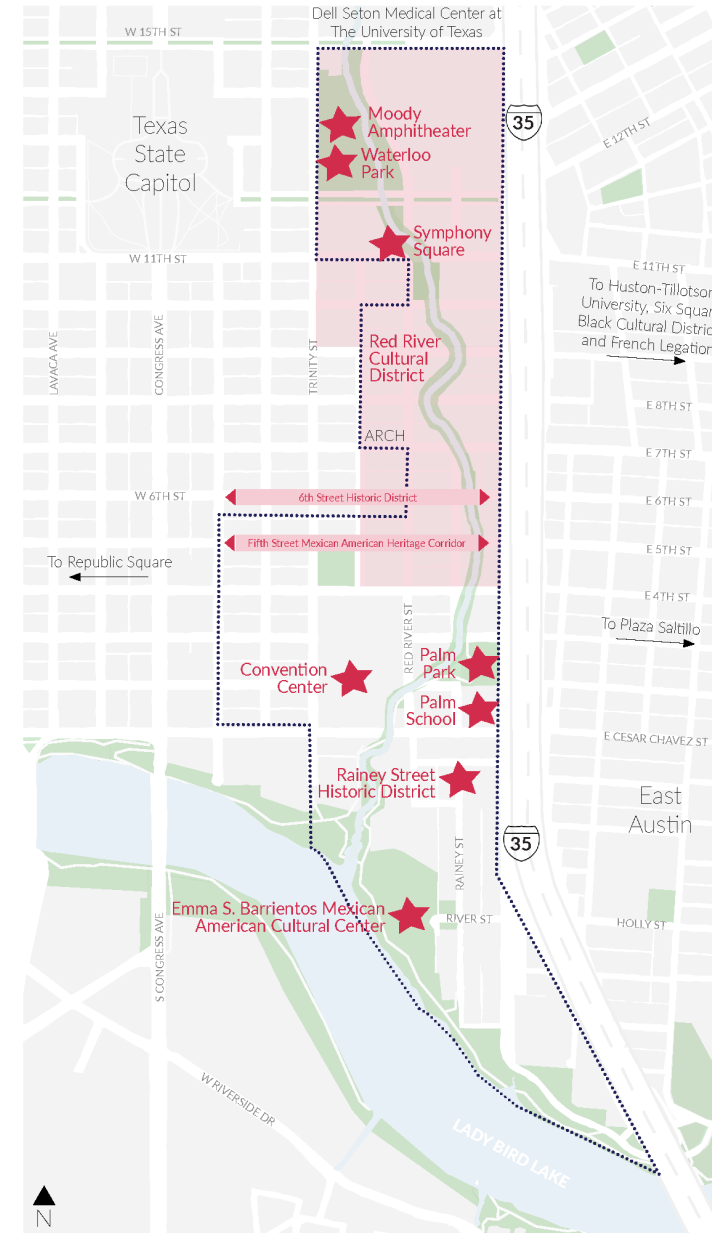 Dell Seton Medical Center at
The University of Texas
W 15TH ST
35
E 12TH ST
Moody
Amphitheater
Texas
State
Capitol
Waterloo
Park
Symphony
Square
W 11TH ST
E 11TH ST
To Huston-Tillotson
University, Six Squar
Black Cultural Distric
and French Legation
LAVACA AVE
CONGRESS AVE
TRINITY ST
Red River
Cultural
District
E 8TH ST
ARCH
E 7TH ST
W 6TH ST
6th Street Historic District
E 6TH ST
Fifth Street Mexican American Heritage Corridor
E 5TH ST
To Republic Square
E 4TH ST
RED RIVER ST
To Plaza Saltillo
Convention
Center
Palm
Park
Palm
School
E CESAR CHAVEZ ST
Rainey Street
Historic District
East
Austin
35
RAINEY ST
Emma S. Barrientos Mexican
American Cultural Center
RIVER ST
HOLLY ST
S CONGRESS AVE
W RIVERSIDE DR
LADY BIRD LAKE
N